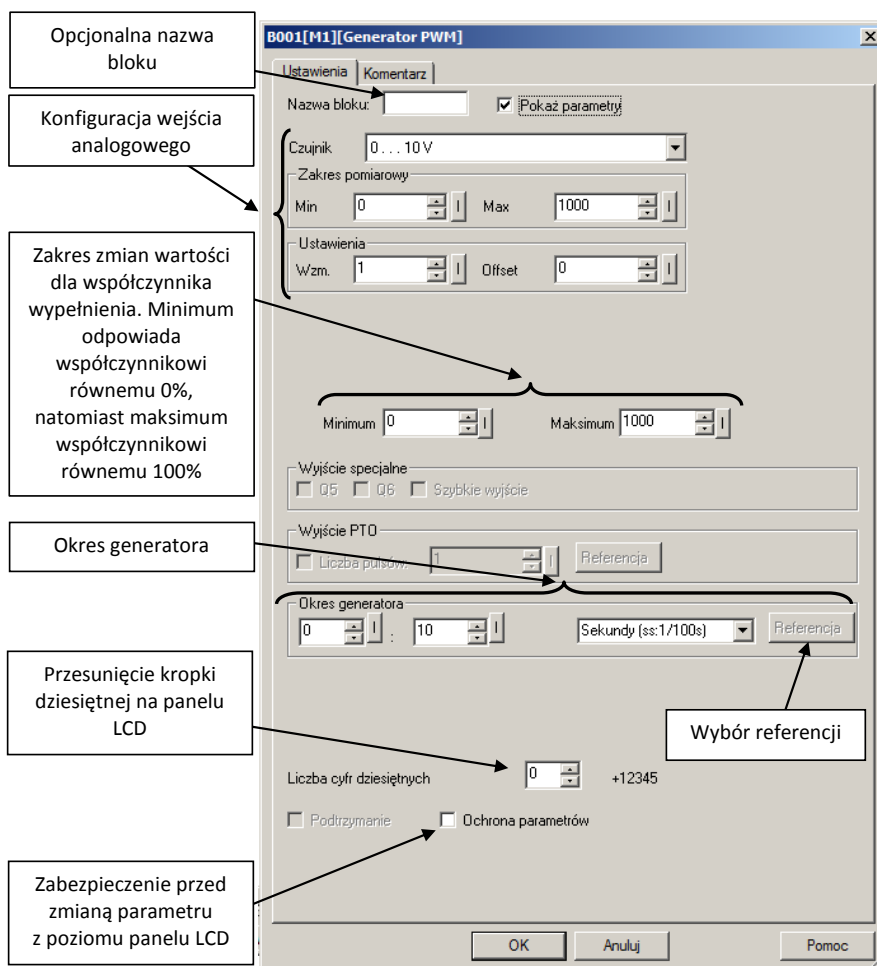 Opcjonalna nazwa
bloku
Konfiguracja wejścia
analogowego
Zakres zmian wartości
dla współczynnika
wypełnienia. Minimum
odpowiada
współczynnikowi
równemu 0%,
natomiast maksimum
współczynnikowi
równemu 100%
Okres generatora
Przesunięcie kropki
dziesiętnej na panelu
LCD
Zabezpieczenie przed
zmianą parametru
z poziomu panelu LCD
B001[M1][Generator PWM]
Ustawienia Komentarz
Nazwa bloku: Pokaż parametry
Czujnik 0...10V
Zakres pomiarowy
Min 0 Max 1000
Ustawienia
Wzm. 1 Offset 0
Minimum 0 Maksimum 1000
Wyjście specjalne
Q5 Q6 Szybkie wyjście
Wyjście PTO
Liczba pulsów: 1 Referencja
Okres generatora
0 : 10 Sekundy (ss:1/100s) Referencja
Wybór referencji
Liczba cyfr dziesiętnych 0 +12345
Podtrzymanie Ochrona parametrów
OK Anuluj Pomoc